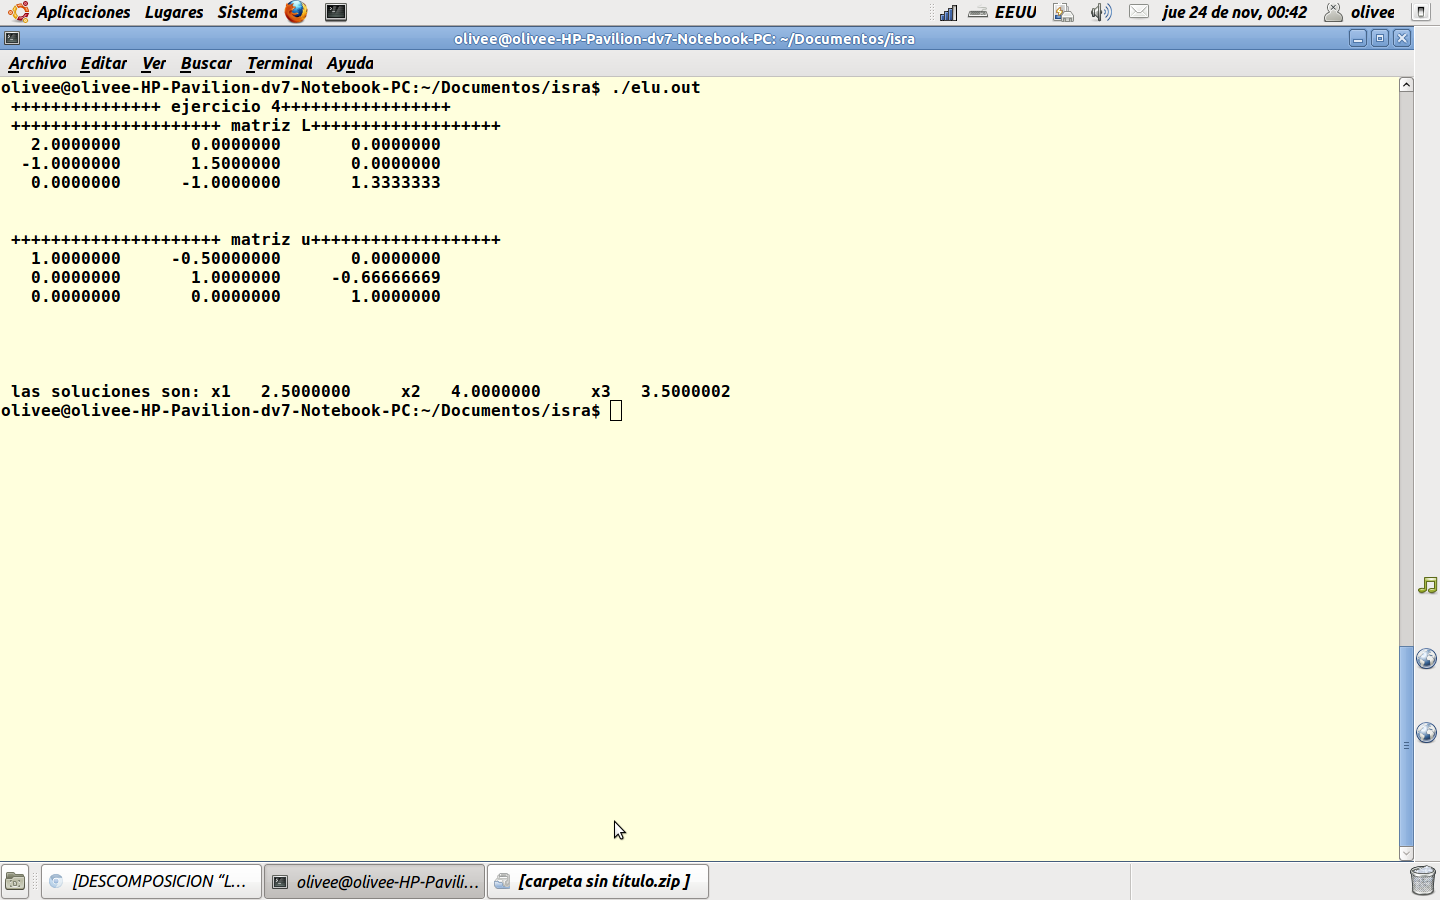 Aplicaciones Lugares Sistema EEUU jue 24 de nov, 00:42 olivee
olivee@olivee-HP-Pavilion-dv7-Notebook-PC: ~/Documentos/isra
Archivo Editar Ver Buscar Terminal Ayuda
olivee@olivee-HP-Pavilion-dv7-Notebook-PC:~/Documentos/isra$ ./elu.out
+++++++++++++++ ejercicio 4+++++++++++++++++
+++++++++++++++++++++ matriz L+++++++++++++++++++
2.0000000 0.0000000 0.0000000
-1.0000000 1.5000000 0.0000000
0.0000000 -1.0000000 1.3333333
+++++++++++++++++++++ matriz u+++++++++++++++++++
1.0000000 -0.50000000 0.0000000
0.0000000 1.0000000 -0.66666669
0.0000000 0.0000000 1.0000000
las soluciones son: x1 2.5000000 x2 4.0000000 x3 3.5000002
olivee@olivee-HP-Pavilion-dv7-Notebook-PC:~/Documentos/isra$
[DESCOMPOSICION “L... olivee@olivee-HP-Pavili... [carpeta sin título.zip ]